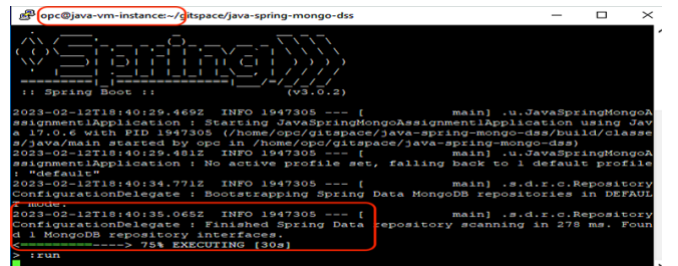 opc@java-vm-instance:~/gitspace/java-spring-mongo-dss
:: Spring Boot :: (v3.0.2)
2023-02-12T18:40:29.469Z INFO 1947305 --- [ main] .u.JavaSpringMongoA
ssignment1Application : Starting JavaSpringMongoAssignment1Application using Jav
a 17.0.6 with PID 1947305 (/home/opc/gitspace/java-spring-mongo-dss/build/classe
s/java/main started by opc in /home/opc/gitspace/java-spring-mongo-dss)
2023-02-12T18:40:29.481Z INFO 1947305 --- [ main] .u.JavaSpringMongoA
ssignment1Application : No active profile set, falling back to 1 default profile
: "default"
2023-02-12T18:40:34.771Z INFO 1947305 --- [ main] .s.d.r.c.Repository
ConfigurationDelegate : Bootstrapping Spring Data MongoDB repositories in DEFAUL
T mode.
2023-02-12T18:40:35.065Z INFO 1947305 --- [ main] .s.d.r.c.Repository
ConfigurationDelegate : Finished Spring Data repository scanning in 278 ms. Foun
d 1 MongoDB repository interfaces.
<=========----> 75% EXECUTING [30s]
> :run